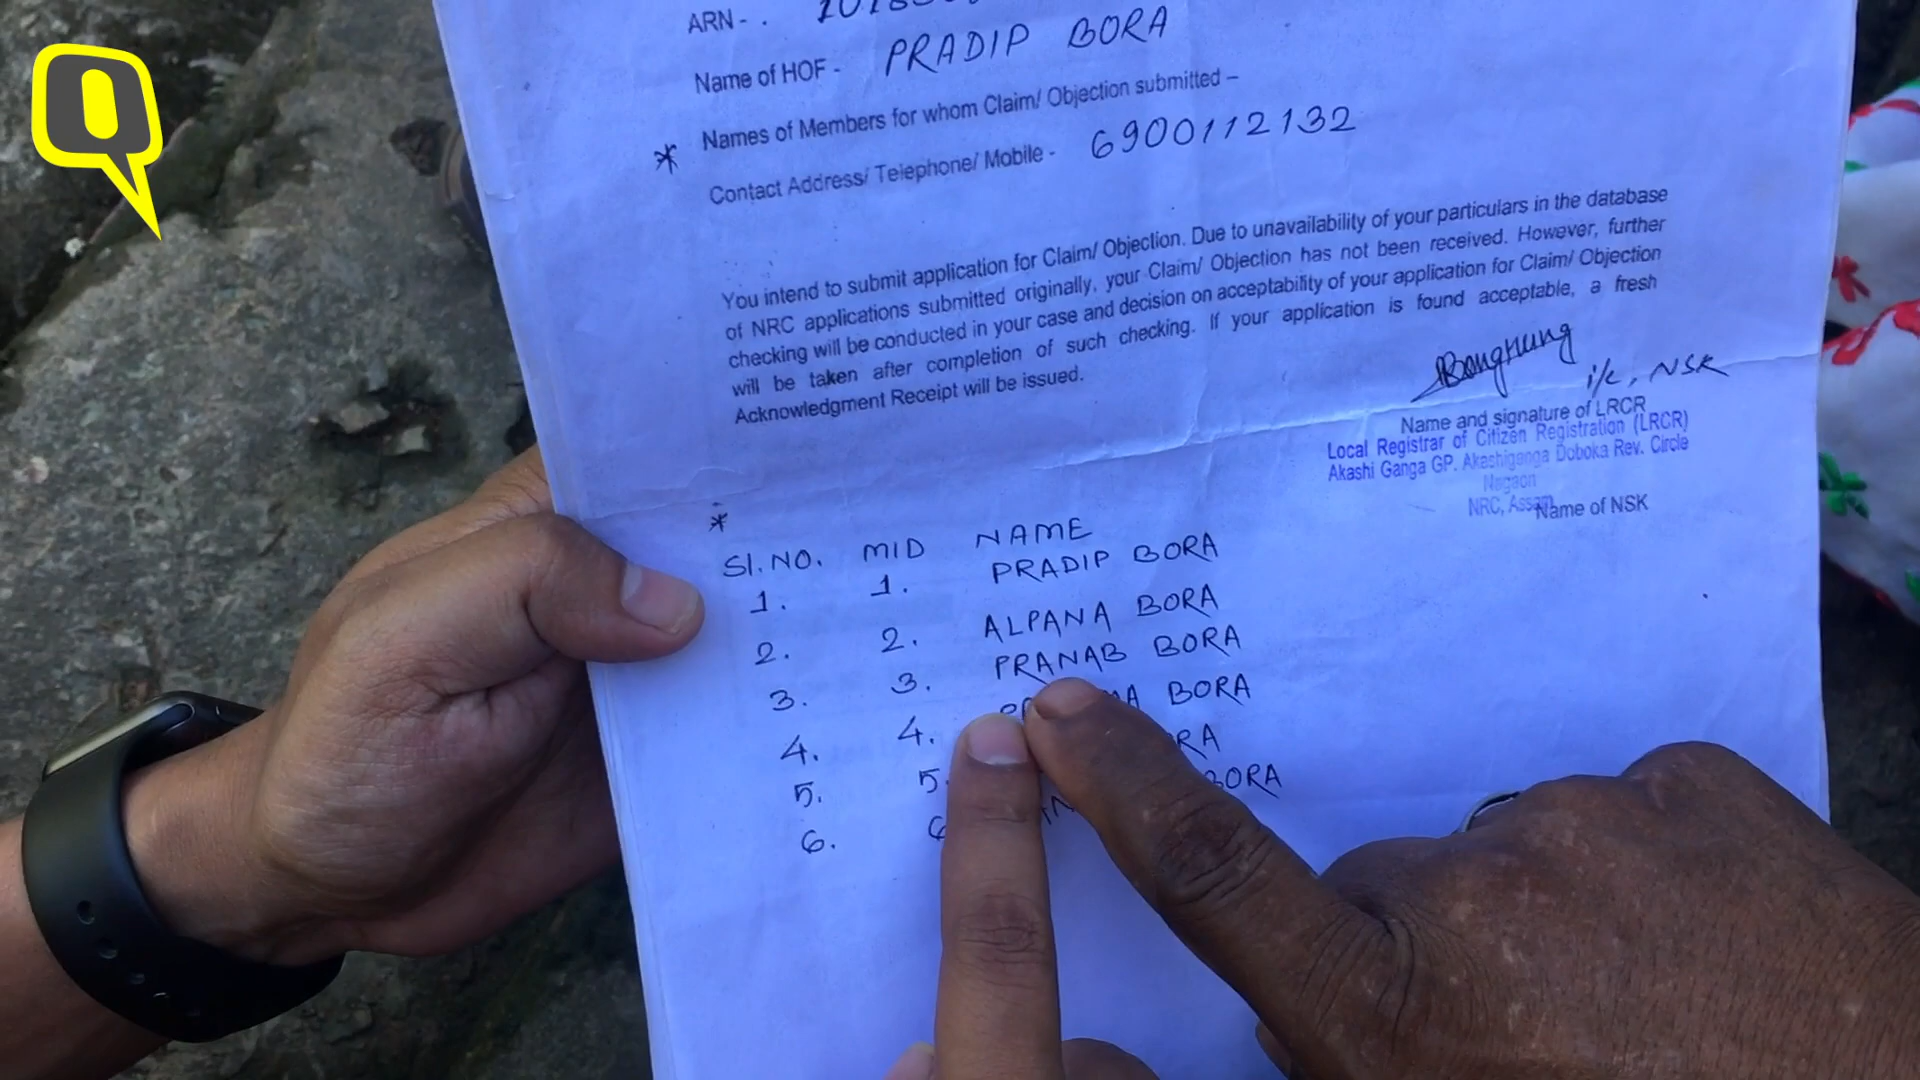 ARN - .
Name of HOF - PRADIP BORA
Names of Members for whom Claim/ Objection submitted –
* Contact Address/ Telephone/ Mobile - 6900112132
You intend to submit application for Claim/ Objection. Due to unavailability of your particulars in the database
of NRC applications submitted originally, your Claim/ Objection has not been received. However, further
checking will be conducted in your case and decision on acceptability of your application for Claim/ Objection
will be taken after completion of such checking. If your application is found acceptable, a fresh
Acknowledgment Receipt will be issued.
i/c, NSK
Name and signature of LRCR
Local Registrar of Citizen Registration (LRCR)
Akashi Ganga GP. Akashiganga Doboka Rev. Circle
Nagaon
NRC, Assam
Name of NSK
*
Sl.NO. MID NAME
1. 1. PRADIP BORA
2. 2. ALPANA BORA
3. 3. PRANAB BORA
4. 4. BORA
5. 5.
6. 6 BORA